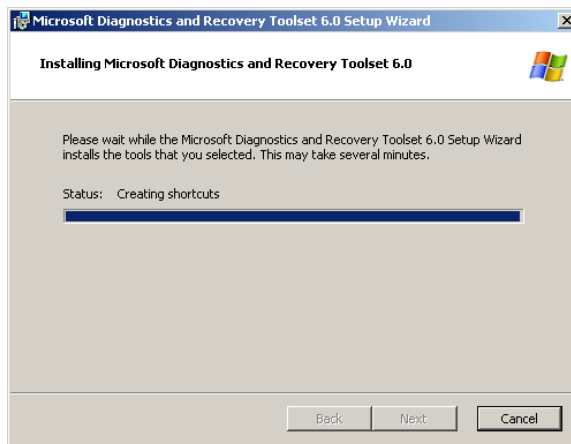 Microsoft Diagnostics and Recovery Toolset 6.0 Setup Wizard
Installing Microsoft Diagnostics and Recovery Toolset 6.0
Please wait while the Microsoft Diagnostics and Recovery Toolset 6.0 Setup Wizard
installs the tools that you selected. This may take several minutes.
Status: Creating shortcuts
Back Next Cancel